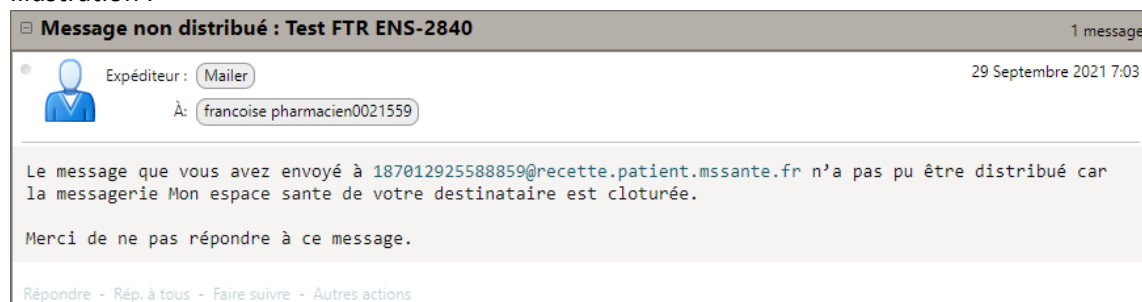 Message non distribué : Test FTR ENS-2840
1 message
Expéditeur : Mailer
29 Septembre 2021 7:03
À: francoise pharmacien0021559
Le message que vous avez envoyé à 187012925588859@recette.patient.mssante.fr n’a pas pu être distribué car
la messagerie Mon espace sante de votre destinataire est cloturée.
Merci de ne pas répondre à ce message.
Répondre - Rép. à tous - Faire suivre - Autres actions